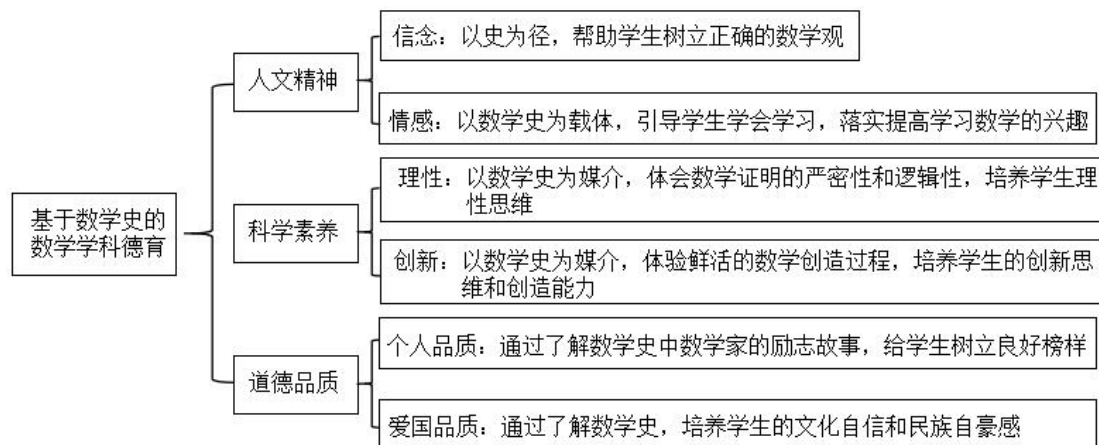 基于数学史的
数学学科德育
人文精神
信念：以史为径，帮助学生树立正确的数学观
情感：以数学史为载体，引导学生学会学习，落实提高学习数学的兴趣
科学素养
理性：以数学史为媒介，体会数学证明的严密性和逻辑性，培养学生理
性思维
创新：以数学史为媒介，体验鲜活的数学创造过程，培养学生的创新思
维和创造能力
道德品质
个人品质：通过了解数学史中数学家的励志故事，给学生树立良好榜样
爱国品质：通过了解数学史，培养学生的文化自信和民族自豪感